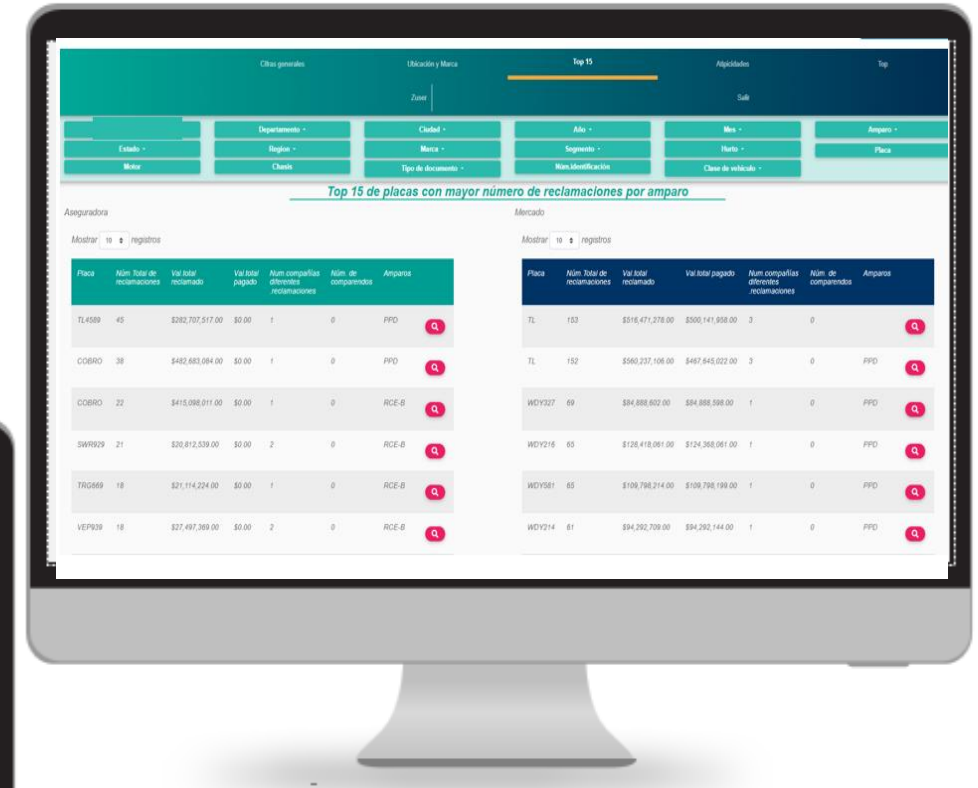 Cifras generales Ubicación y Marca Top 15 Atipicidades Top
Zuser Salir
Departamento Ciudad Año Mes Amparo
Estado Region Marca Segmento Hurto Placa
Motor Chasis Tipo de documento Núm.identificación Clase de vehículo
Top 15 de placas con mayor número de reclamaciones por amparo
Aseguradora
Mostrar 10 registros
Placa Núm.Total de reclamaciones Val.total reclamado Val.total pagado Num.compañías diferentes .reclamaciones Núm. de comparendos Amparos
TL4589 45 $282,707,517.00 $0.00 1 0 PPD
COBRO 38 $482,683,084.00 $0.00 1 0 PPD
COBRO 22 $415,098,011.00 $0.00 1 0 RCE-B
SWR929 21 $20,812,539.00 $0.00 2 0 RCE-B
TRG669 18 $21,114,224.00 $0.00 1 0 RCE-B
VEP939 18 $27,497,369.00 $0.00 2 0 RCE-B
Mercado
Mostrar 10 registros
Placa Núm.Total de reclamaciones Val.total reclamado Val.total pagado Num.compañías diferentes .reclamaciones Núm. de comparendos Amparos
TL 153 $516,471,278.00 $500,141,958.00 3 0
TL 152 $560,237,106.00 $467,645,022.00 3 0 PPD
WDY327 69 $84,888,602.00 $84,888,598.00 1 0 PPD
WDY216 65 $126,418,061.00 $124,368,061.00 1 0 PPD
WDY581 65 $109,798,214.00 $109,798,199.00 1 0 PPD
WDY214 61 $94,292,709.00 $94,292,144.00 1 0 PPD